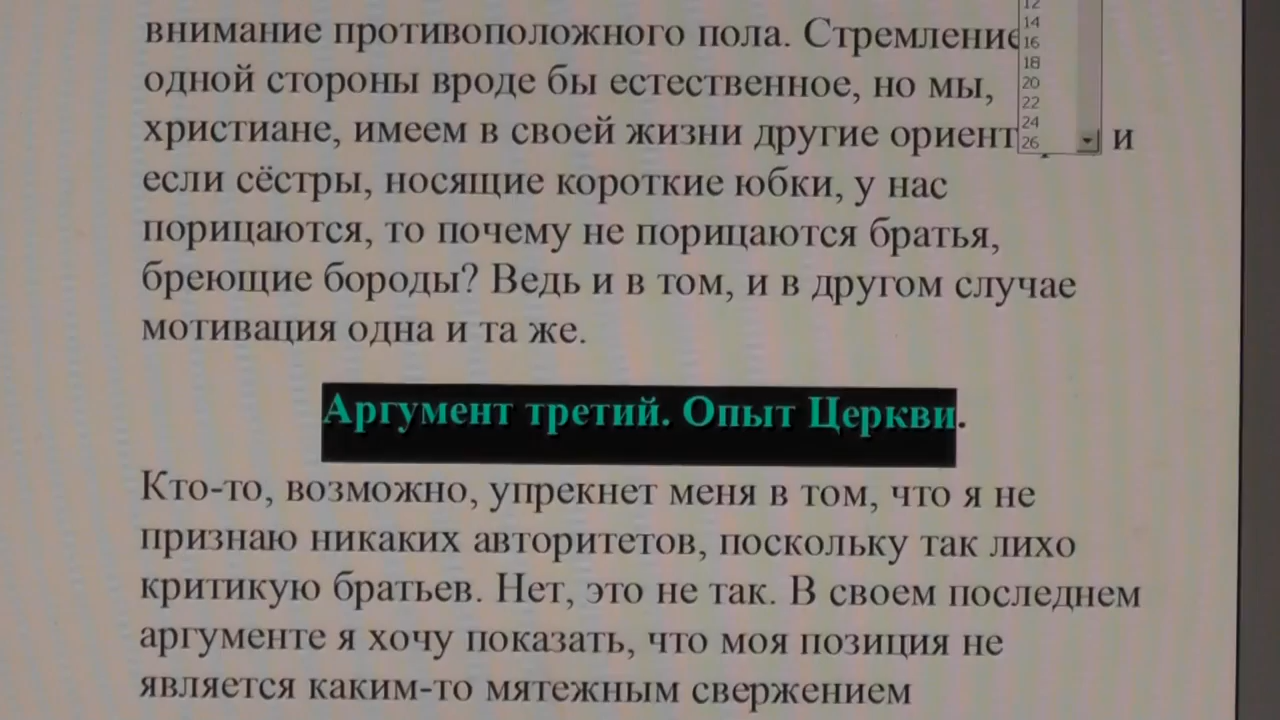 внимание противоположного пола. Стремление
одной стороны вроде бы естественное, но мы,
христиане, имеем в своей жизни другие и
если сёстры, носящие короткие юбки, у нас
порицаются, то почему не порицаются братья,
бреющие бороды? Ведь и в том, и в другом случае
мотивация одна и та же.
12
14
16
18
20
22
24
26
Аргумент третий. Опыт Церкви.
Кто-то, возможно, упрекнет меня в том, что я не
признаю никаких авторитетов, поскольку так лихо
критикую братьев. Нет, это не так. В своем последнем
аргументе я хочу показать, что моя позиция не
является каким-то мятежным свержением